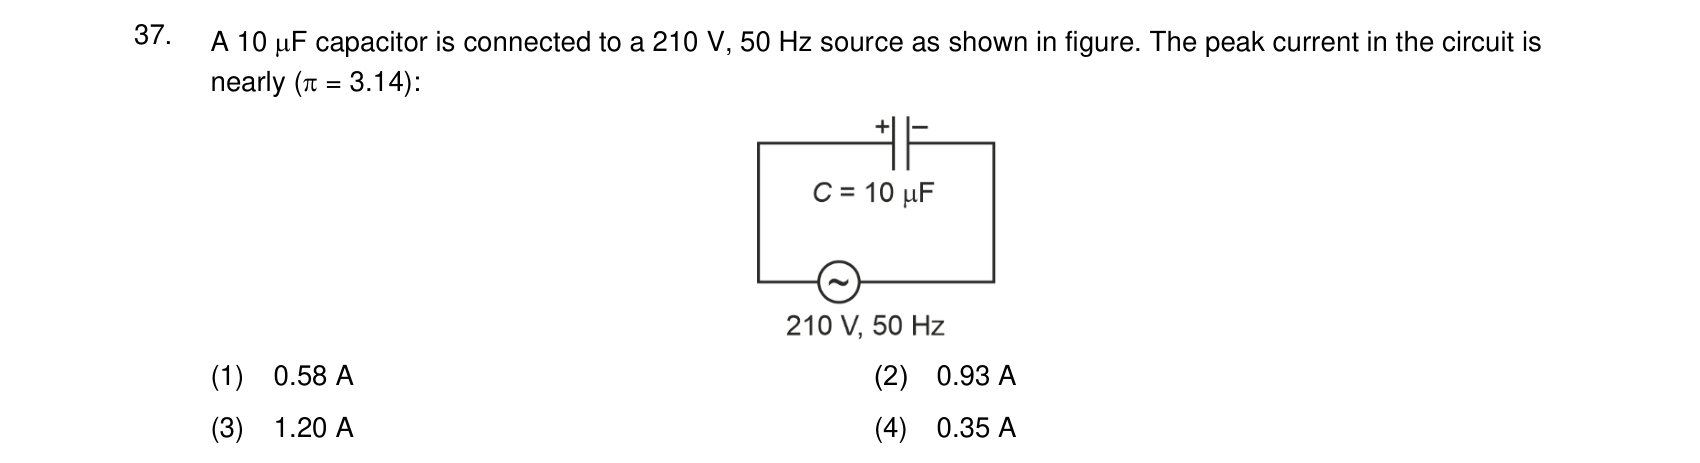 37. A 10 μF capacitor is connected to a 210 V, 50 Hz source as shown in figure. The peak current in the circuit is
nearly (π = 3.14):
+ –
C = 10 μF
~
210 V, 50 Hz
(1) 0.58 A (2) 0.93 A
(3) 1.20 A (4) 0.35 A